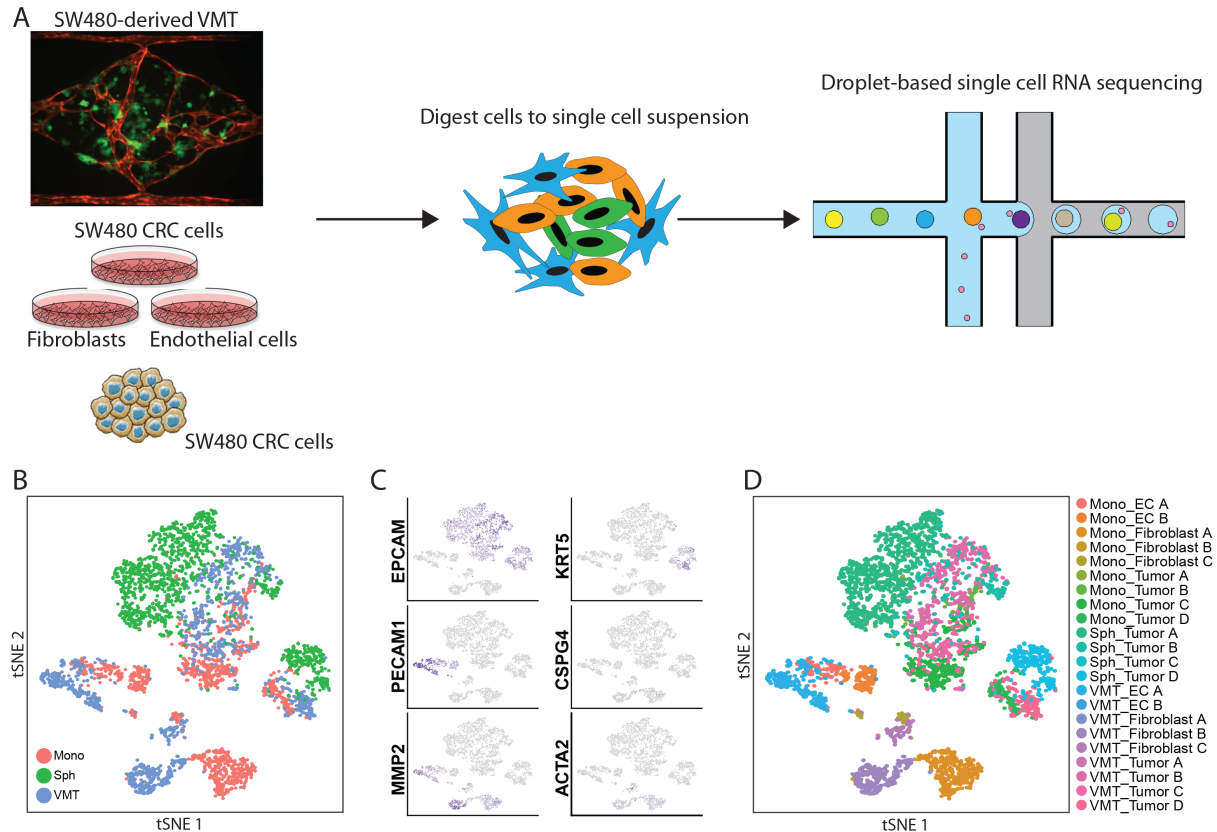 A
SW480-derived VMT
SW480 CRC cells
Fibroblasts
Endothelial cells
SW480 CRC cells
Digest cells to single cell suspension
Droplet-based single cell RNA sequencing
B
tSNE 2
Mono
Sph
VMT
tSNE 1
C
EPCAM
KRT5
PECAM1
CSPG4
MMP2
ACTA2
D
tSNE 2
tSNE 1
Mono_EC A
Mono_EC B
Mono_Fibroblast A
Mono_Fibroblast B
Mono_Fibroblast C
Mono_Tumor A
Mono_Tumor B
Mono_Tumor C
Mono_Tumor D
Sph_Tumor A
Sph_Tumor B
Sph_Tumor C
Sph_Tumor D
VMT_EC A
VMT_EC B
VMT_Fibroblast A
VMT_Fibroblast B
VMT_Fibroblast C
VMT_Tumor A
VMT_Tumor B
VMT_Tumor C
VMT_Tumor D